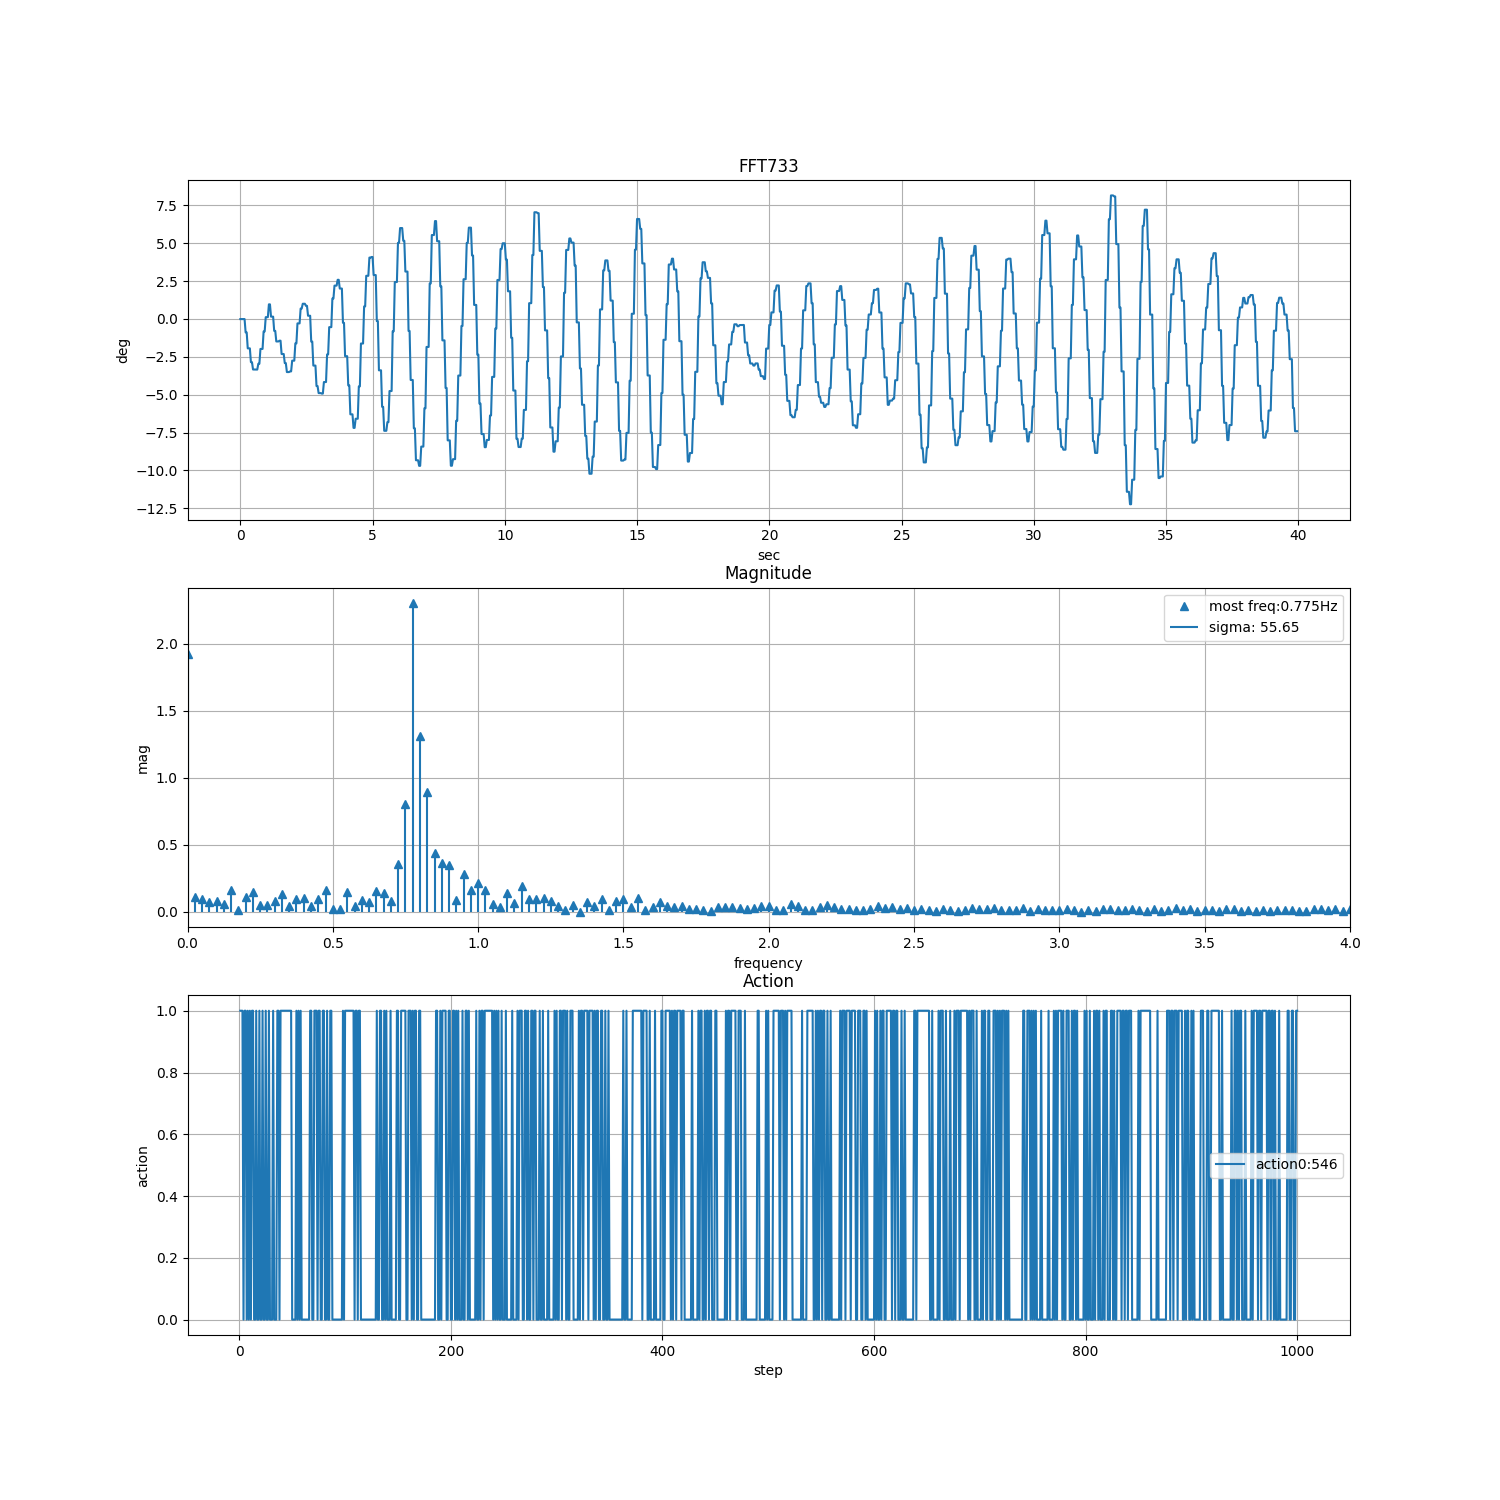 FFT733
7.5
5.0
2.5
0.0
−2.5
−5.0
−7.5
−10.0
−12.5
deg
0 5 10 15 20 25 30 35 40
sec
Magnitude
most freq:0.775Hz
sigma: 55.65
2.0
1.5
1.0
0.5
0.0
mag
0.0 0.5 1.0 1.5 2.0 2.5 3.0 3.5 4.0
frequency
Action
1.0
0.8
0.6
0.4
0.2
0.0
action
action0:546
0 200 400 600 800 1000
step